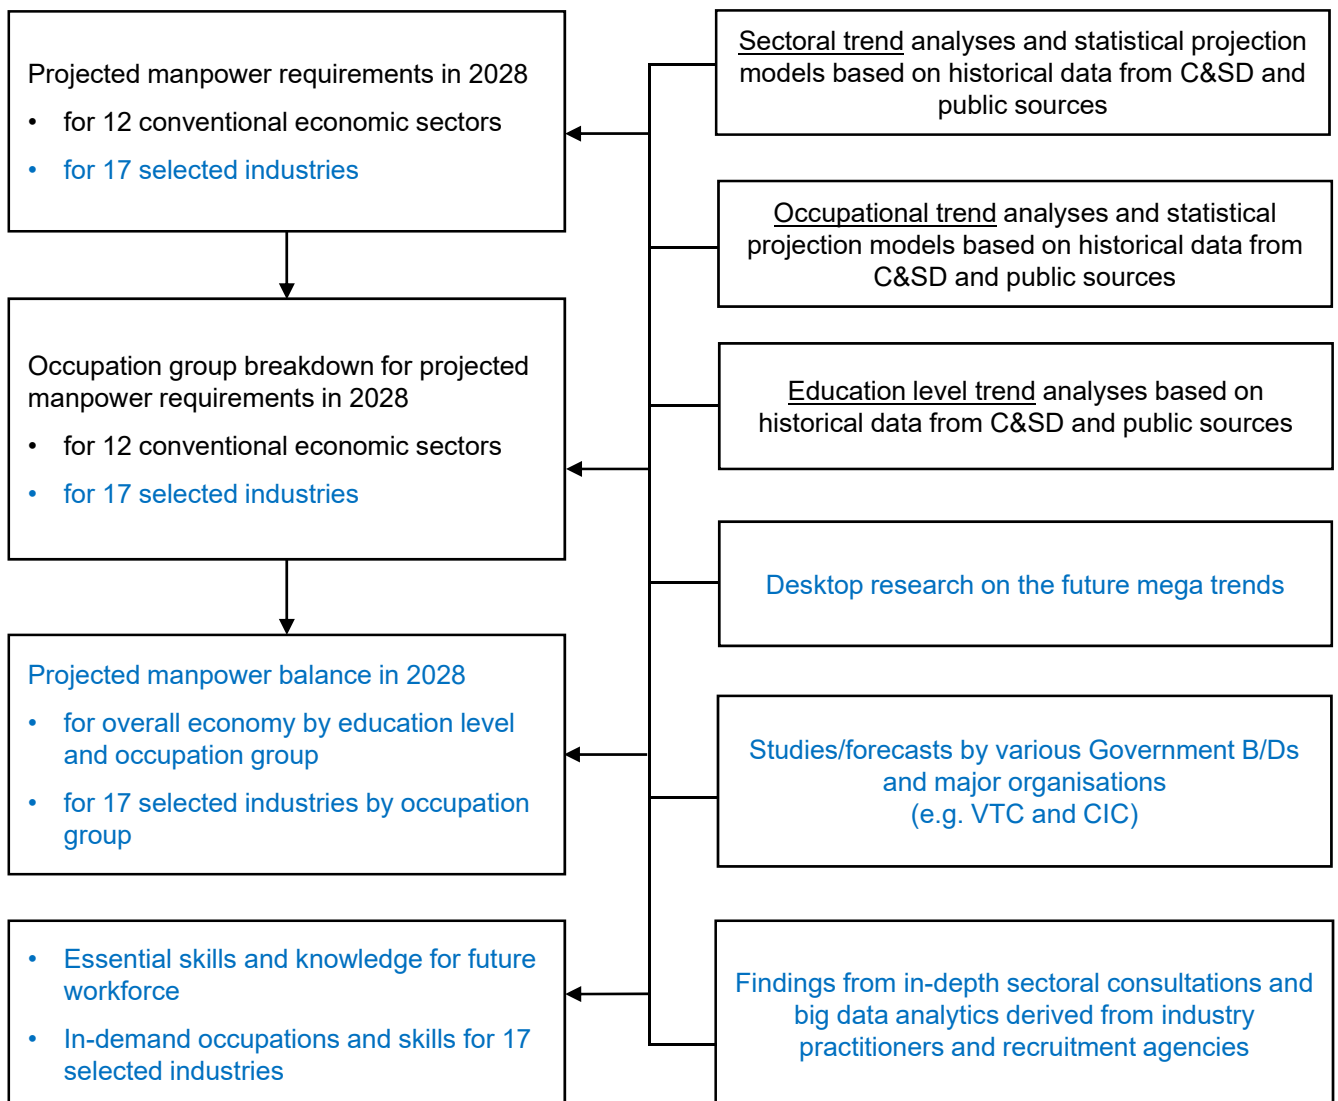 Projected manpower requirements in 2028
• for 12 conventional economic sectors
• for 17 selected industries
Occupation group breakdown for projected
manpower requirements in 2028
• for 12 conventional economic sectors
• for 17 selected industries
Projected manpower balance in 2028
• for overall economy by education level
and occupation group
• for 17 selected industries by occupation
group
• Essential skills and knowledge for future
workforce
• In-demand occupations and skills for 17
selected industries
Sectoral trend analyses and statistical projection
models based on historical data from C&SD and
public sources
Occupational trend analyses and statistical
projection models based on historical data from
C&SD and public sources
Education level trend analyses based on
historical data from C&SD and public sources
Desktop research on the future mega trends
Studies/forecasts by various Government B/Ds
and major organisations
(e.g. VTC and CIC)
Findings from in-depth sectoral consultations and
big data analytics derived from industry
practitioners and recruitment agencies